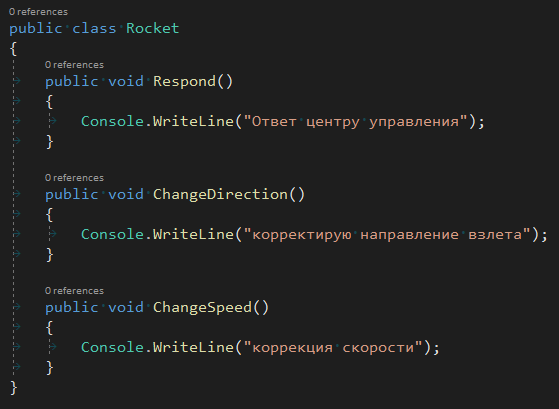 0 references
public class Rocket
{
0 references
public void Respond()
{
Console.WriteLine("Ответ центру управления");
}
0 references
public void ChangeDirection()
{
Console.WriteLine("корректирую направление взлета");
}
0 references
public void ChangeSpeed()
{
Console.WriteLine("коррекция скорости");
}
}